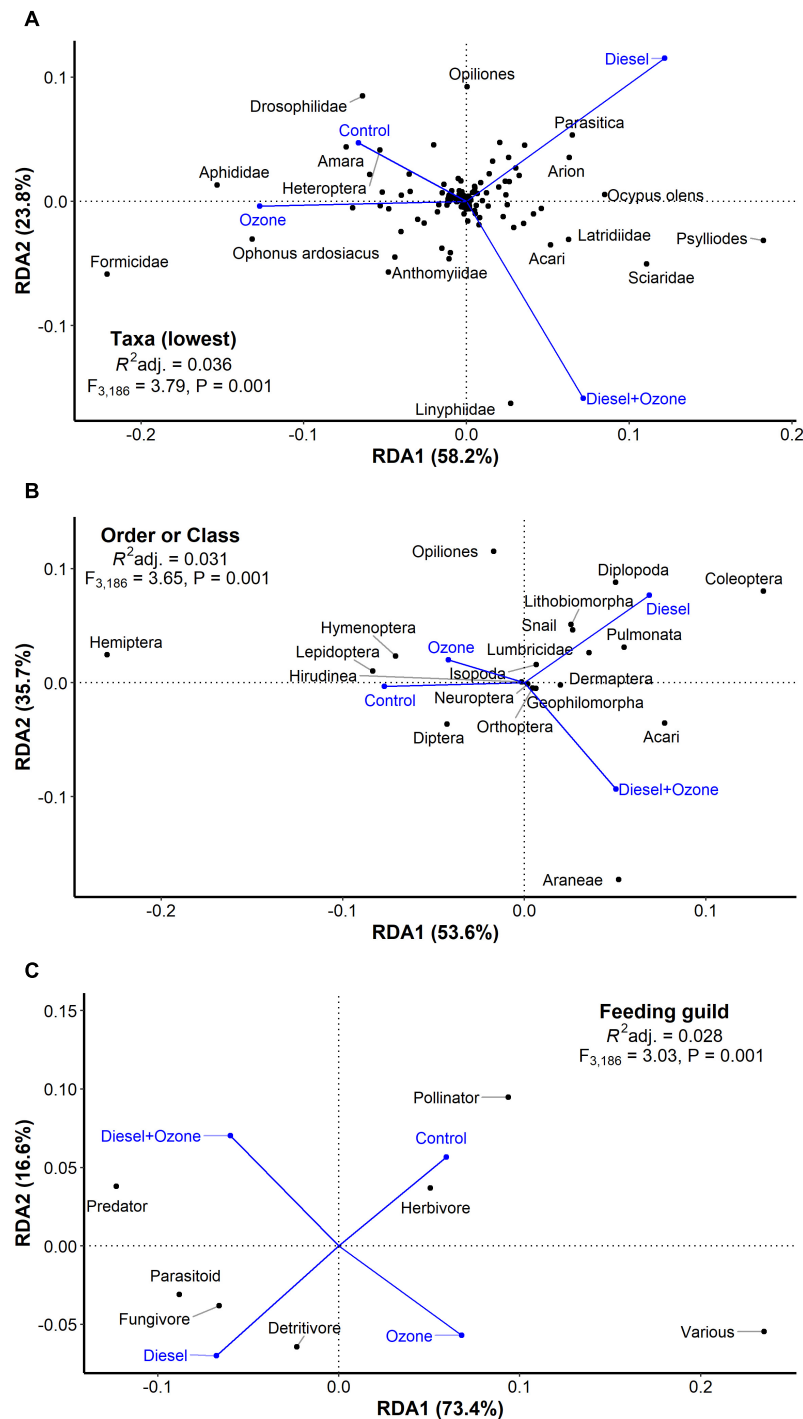 A
Diesel
Opiliones
0.1
Drosophilidae
Control
Parasitica
Amara
Arion
Aphididae
Heteroptera
Ocypus olens
0.0
Ozone
Latridiidae
Psylliodes
Ophonus ardosiacus
Acari
Formicidae
Anthomyiidae
Sciaridae
RDA2 (23.8%)
-0.1
Taxa (lowest)
R²adj. = 0.036
F3,186 = 3.79, P = 0.001
Diesel+Ozone
Linyphiidae
-0.2 -0.1 0.0 0.1 0.2
RDA1 (58.2%)
B
Order or Class
R²adj. = 0.031
F3,186 = 3.65, P = 0.001
Opiliones
0.1
Diplopoda
Coleoptera
Lithobiomorpha
Diesel
Snail
Hymenoptera
Pulmonata
Hemiptera
Ozone
Lumbricidae
Lepidoptera
Isopoda
Hirudinea
Dermaptera
0.0
Control
Neuroptera
Geophilomorpha
Orthoptera
Diptera
Acari
RDA2 (35.7%)
Diesel+Ozone
-0.1
Araneae
-0.2 -0.1 0.0 0.1
RDA1 (53.6%)
C
0.15
Feeding guild
R²adj. = 0.028
F3,186 = 3.03, P = 0.001
0.10
Pollinator
Diesel+Ozone
Control
0.05
Predator
Herbivore
RDA2 (16.6%)
0.00
Parasitoid
Fungivore
Detritivore
-0.05
Ozone
Various
Diesel
-0.1 0.0 0.1 0.2
RDA1 (73.4%)